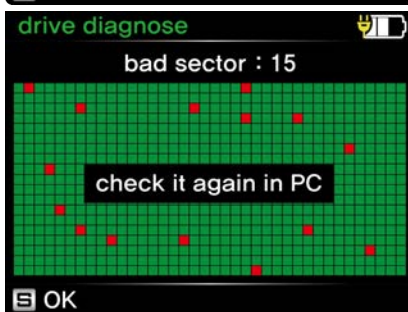 drive diagnose
bad sector : 15
check it again in PC
S OK